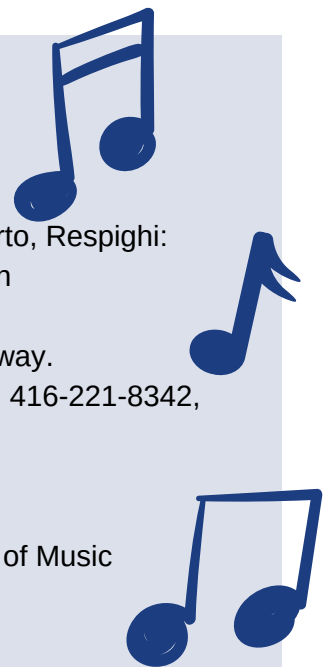 rto, Respighi:
n
way.
416-221-8342,
of Music